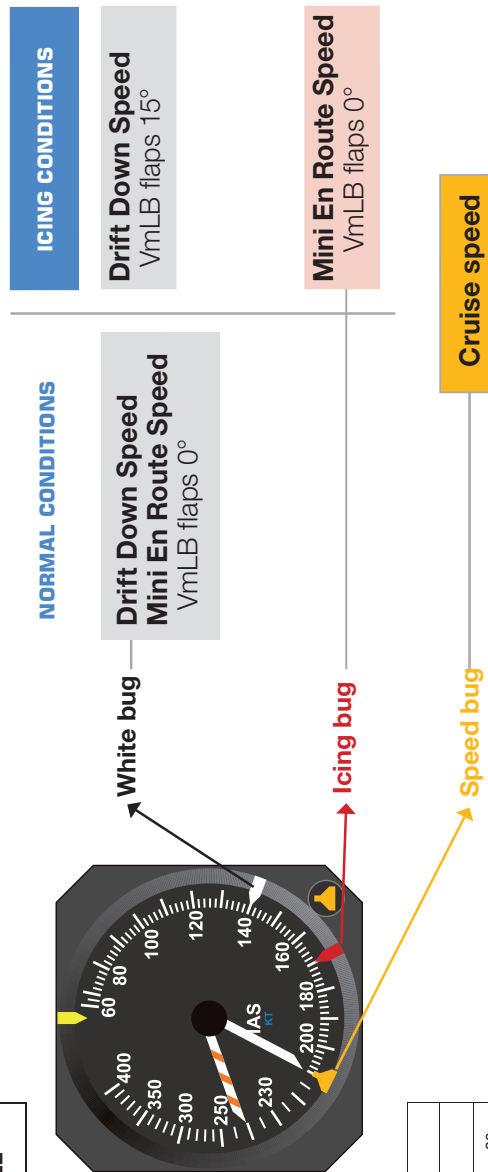 NORMAL CONDITIONS
ICING CONDITIONS
White bug
Drift Down Speed
Mini En Route Speed
VmLB flaps 0°
Drift Down Speed
VmLB flaps 15°
Icing bug
Mini En Route Speed
VmLB flaps 0°
Speed bug
Cruise speed
60
80
100
120
140
160
180
200
230
250
300
350
400
IAS
KT